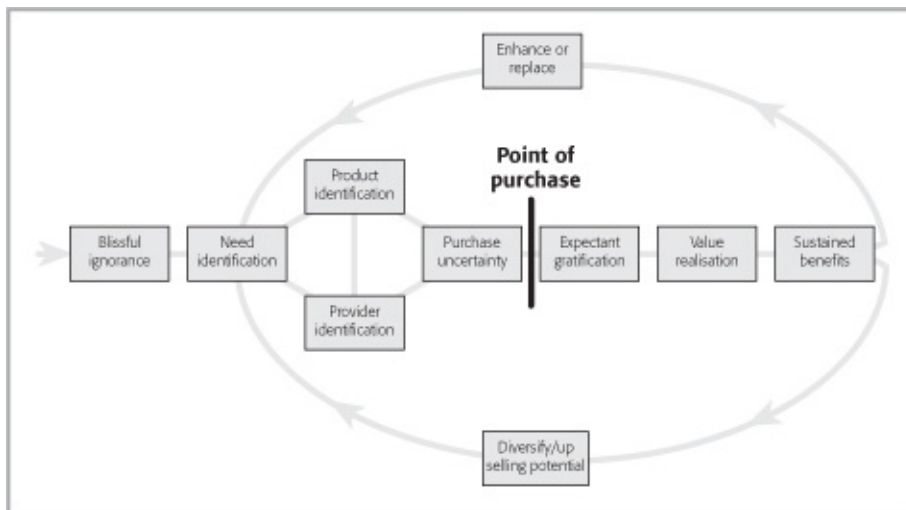 Enhance or
replace
Point of
purchase
Product
identification
Blissful
ignorance
Need
identification
Purchase
uncertainty
Expectant
gratification
Value
realisation
Sustained
benefits
Provider
identification
Diversify/up
selling potential